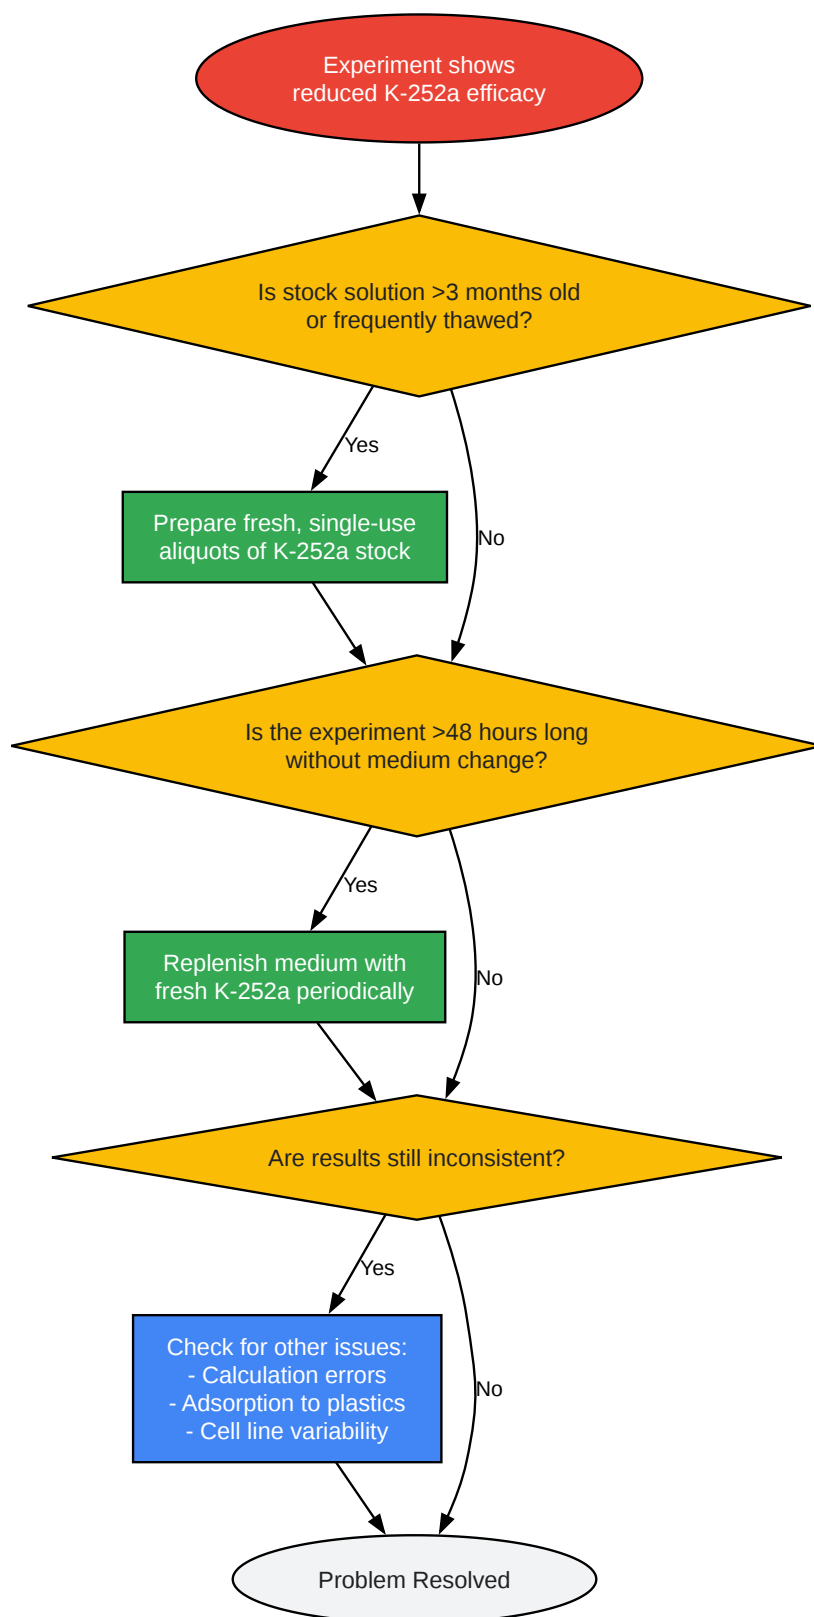 Experiment shows
reduced K-252a efficacy
Is stock solution >3 months old
or frequently thawed?
Yes
Prepare fresh, single-use
aliquots of K-252a stock
No
Is the experiment >48 hours long
without medium change?
Yes
Replenish medium with
fresh K-252a periodically
No
Are results still inconsistent?
Yes
Check for other issues:
- Calculation errors
- Adsorption to plastics
- Cell line variability
No
Problem Resolved